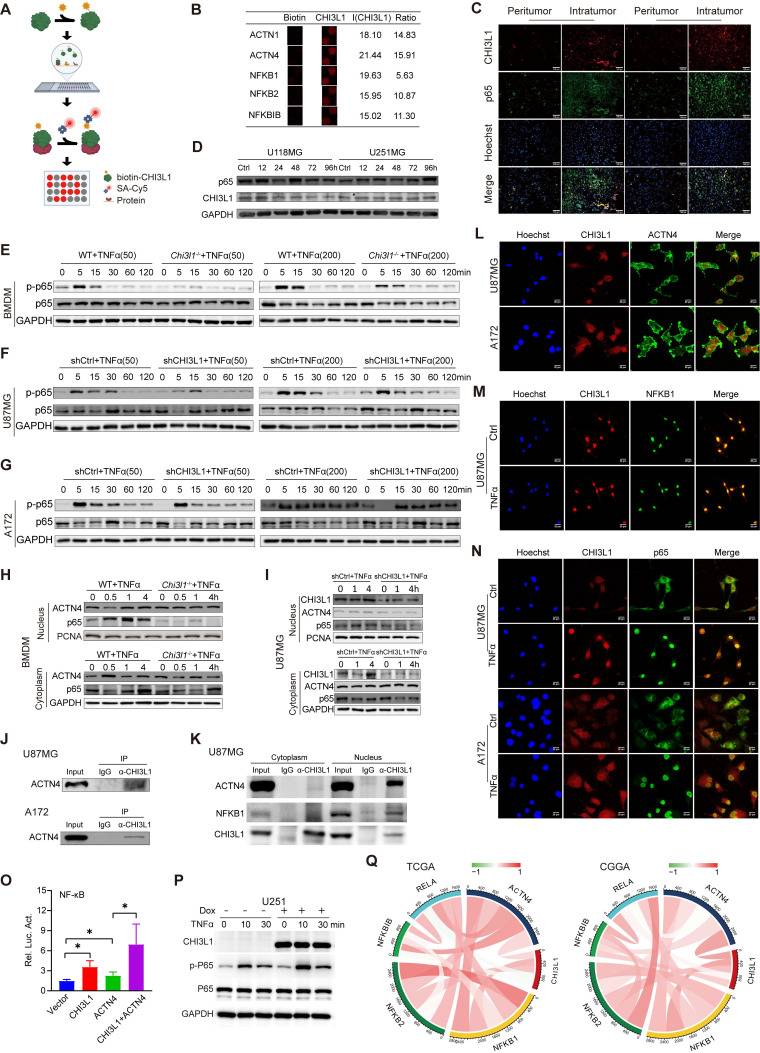 A
biotin-CHI3L1
SA-Cy5
Protein
B
Biotin CHI3L1 I(CHI3L1) Ratio
ACTN1 18.10 14.83
ACTN4 21.44 15.91
NFKB1 19.63 5.63
NFKB2 15.95 10.87
NFKBIB 15.02 11.30
C
Peritumor Intratumor Peritumor Intratumor
CHI3L1
p65
Hoechst
Merge
D
U118MG U251MG
Ctrl 12 24 48 72 96h Ctrl 12 24 48 72 96h
p65
CHI3L1
GAPDH
E
WT+TNFα(50) Chi3l1-/-+TNFα(50) WT+TNFα(200) Chi3l1-/-+TNFα(200)
0 5 15 30 60 120 0 5 15 30 60 120 0 5 15 30 60 120 0 5 15 30 60 120min
p-p65
p65
GAPDH
BMDM
F
shCtrl+TNFα(50) shCHI3L1+TNFα(50) shCtrl+TNFα(200) shCHI3L1+TNFα(200)
0 5 15 30 60 120 0 5 15 30 60 120 0 5 15 30 60 120 0 5 15 30 60 120min
p-p65
p65
GAPDH
U87MG
G
shCtrl+TNFα(50) shCHI3L1+TNFα(50) shCtrl+TNFα(200) shCHI3L1+TNFα(200)
0 5 15 30 60 120 0 5 15 30 60 120 0 5 15 30 60 120 0 5 15 30 60 120min
p-p65
p65
GAPDH
A172
H
WT+TNFα Chi3l1-/-+TNFα
0 0.5 1 4 0 0.5 1 4h
ACTN4
p65
PCNA
Nucleus
BMDM
WT+TNFα Chi3l1-/-+TNFα
0 0.5 1 4 0 0.5 1 4h
ACTN4
p65
GAPDH
Cytoplasm
I
shCtrl+TNFα shCHI3L1+TNFα
0 1 4 0 1 4h
CHI3L1
ACTN4
p65
PCNA
Nucleus
U87MG
shCtrl+TNFα shCHI3L1+TNFα
0 1 4 0 1 4h
CHI3L1
ACTN4
p65
GAPDH
Cytoplasm
J
U87MG
IP
Input IgG α-CHI3L1
ACTN4
A172
IP
Input IgG α-CHI3L1
ACTN4
K
U87MG
Cytoplasm Nucleus
Input IgG α-CHI3L1 Input IgG α-CHI3L1
ACTN4
NFKB1
CHI3L1
L
Hoechst CHI3L1 ACTN4 Merge
U87MG
A172
M
Hoechst CHI3L1 NFKB1 Merge
U87MG
Ctrl
TNFα
N
Hoechst CHI3L1 p65 Merge
U87MG
Ctrl
TNFα
A172
Ctrl
TNFα
O
NF-κB
Rel. Luc. Act.
15
12
9
6
3
0
* * *
Vector
CHI3L1
ACTN4
CHI3L1+ACTN4
P
U251
Dox - - - + + +
TNFα 0 10 30 0 10 30 min
CHI3L1
p-P65
P65
GAPDH
Q
TCGA
−1 1
RELA
ACTN4
NFKBIB
CHI3L1
NFKB2
NFKB1
CGGA
−1 1
RELA
ACTN4
NFKBIB
CHI3L1
NFKB2
NFKB1